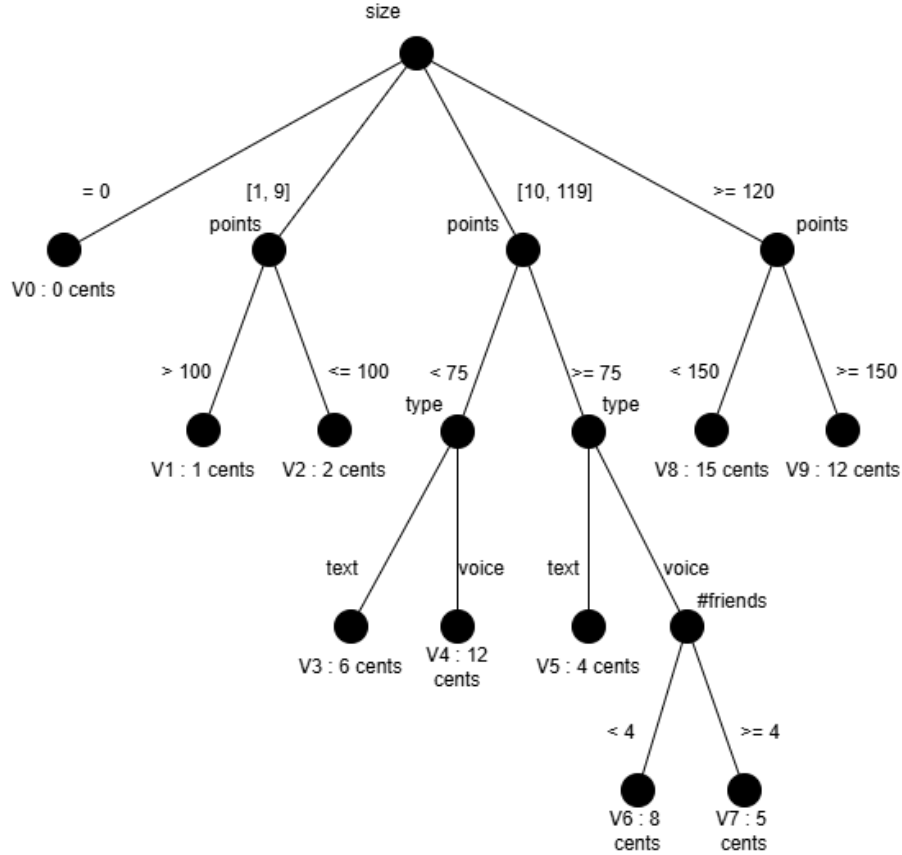 size
= 0
[1, 9]
[10, 119]
>= 120
points
points
points
V0 : 0 cents
> 100
<= 100
< 75
>= 75
< 150
>= 150
type
type
V1 : 1 cents
V2 : 2 cents
V8 : 15 cents
V9 : 12 cents
text
voice
text
voice
#friends
V3 : 6 cents
V4 : 12
cents
V5 : 4 cents
< 4
>= 4
V6 : 8
cents
V7 : 5
cents